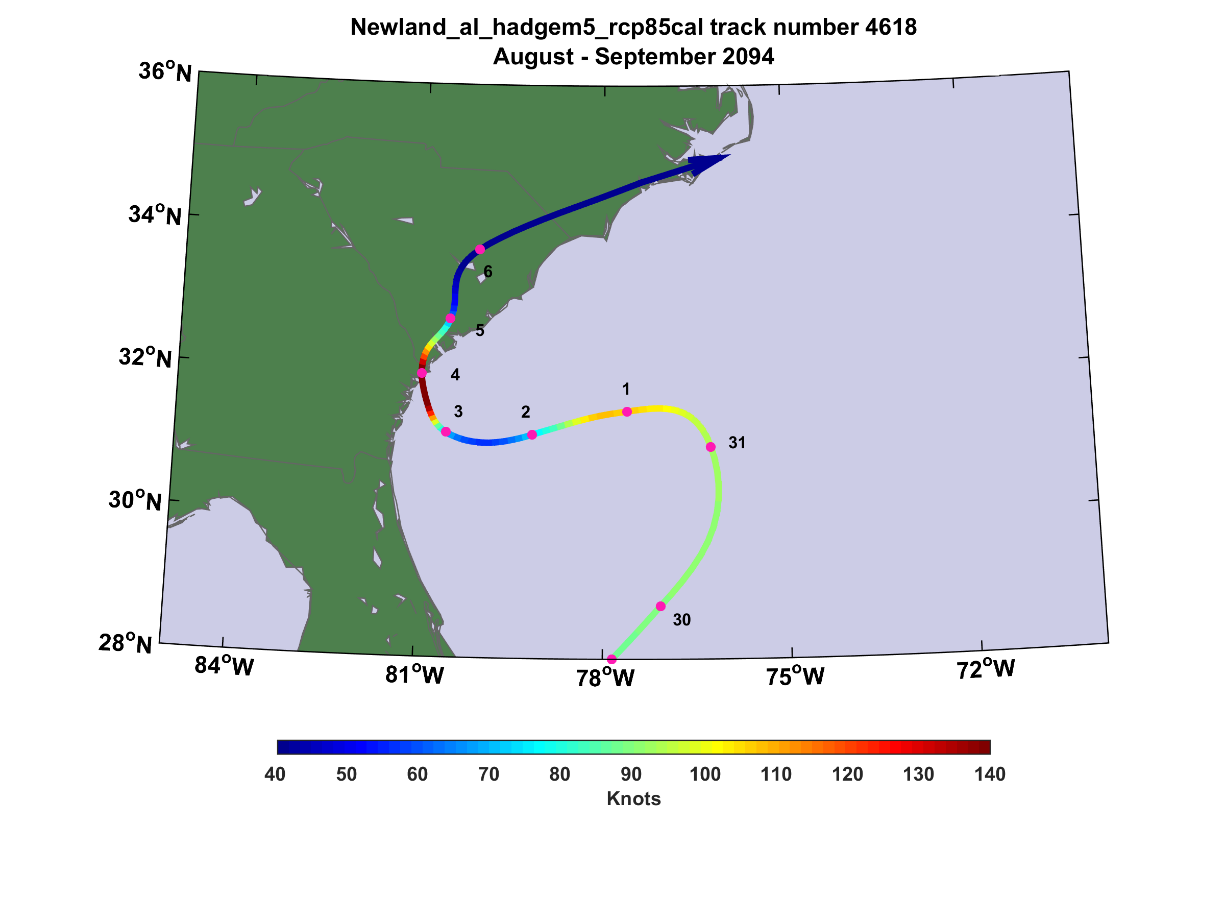 Newland_al_hadgem5_rcp85cal track number 4618
August - September 2094
36°N
34°N
32°N
30°N
28°N
6
5
4
3
2
1
31
30
84°W
81°W
78°W
75°W
72°W
40 50 60 70 80 90 100 110 120 130 140
Knots